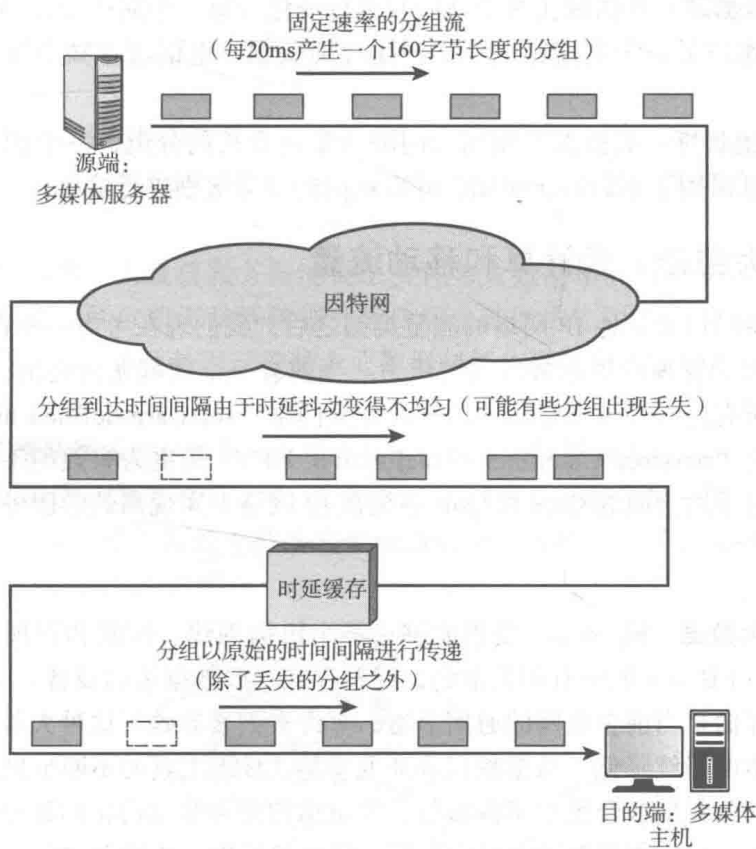 固定速率的分组流
（每20ms产生一个160字节长度的分组）
源端：
多媒体服务器
因特网
分组到达时间间隔由于时延抖动变得不均匀（可能有些分组出现丢失）
时延缓存
分组以原始的时间间隔进行传递
（除了丢失的分组之外）
目的端：多媒体
主机